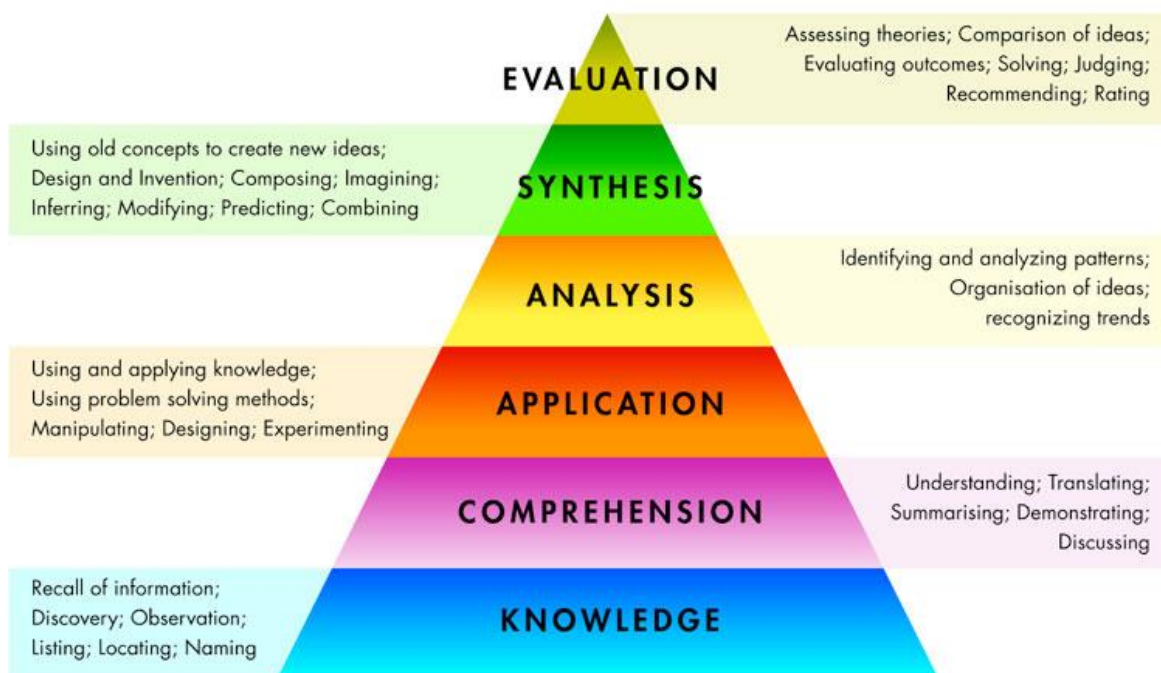 EVALUATION
Assessing theories; Comparison of ideas;
Evaluating outcomes; Solving; Judging;
Recommending; Rating
Using old concepts to create new ideas;
Design and Invention; Composing; Imagining;
Inferring; Modifying; Predicting; Combining
SYNTHESIS
ANALYSIS
Identifying and analyzing patterns;
Organisation of ideas;
recognizing trends
Using and applying knowledge;
Using problem solving methods;
Manipulating; Designing; Experimenting
APPLICATION
COMPREHENSION
Understanding; Translating;
Summarising; Demonstrating;
Discussing
Recall of information;
Discovery; Observation;
Listing; Locating; Naming
KNOWLEDGE